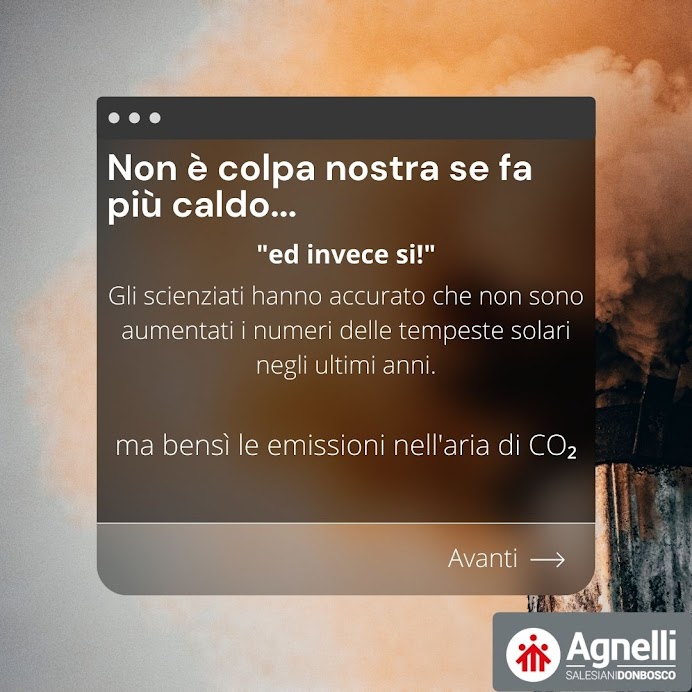 Non è colpa nostra se fa
più caldo...
"ed invece si!"
Gli scienziati hanno accurato che non sono
aumentati i numeri delle tempeste solari
negli ultimi anni.
ma bensì le emissioni nell'aria di CO₂
Avanti →
Agnelli
SALESIANIDONBOSCO